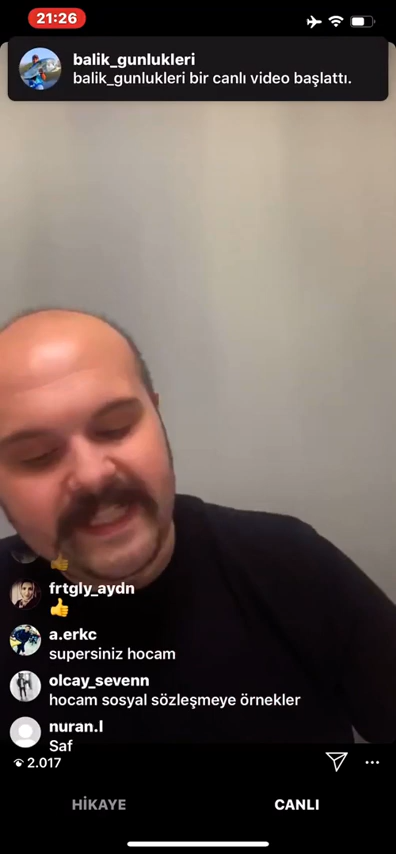 21:26
balik_gunlukleri
balik_gunlukleri bir canlı video başlattı.
👍
frtgly_aydn
👍
a.erkc
supersiniz hocam
olcay_sevenn
hocam sosyal sözleşmeye örnekler
nuran.l
Saf
2.017
HİKAYE
CANLI